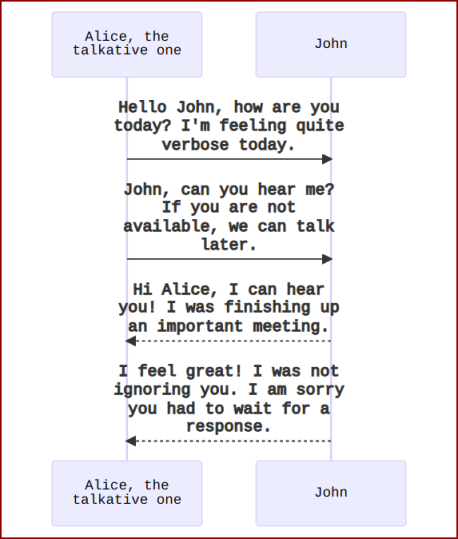 Alice, the
talkative one
John
Hello John, how are you
today? I'm feeling quite
verbose today.
John, can you hear me?
If you are not
available, we can talk
later.
Hi Alice, I can hear
you! I was finishing up
an important meeting.
I feel great! I was not
ignoring you. I am sorry
you had to wait for a
response.
Alice, the
talkative one
John